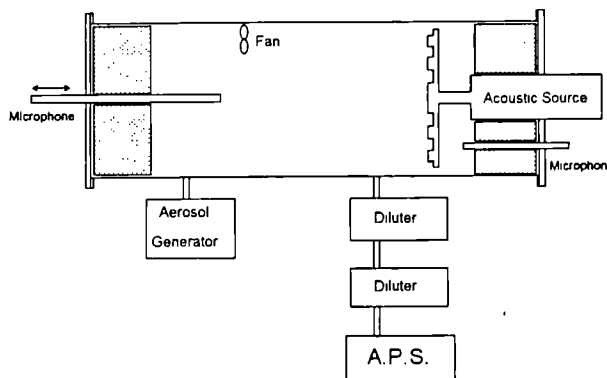 Fan
Acoustic Source
Microphone
Microphon
Aerosol
Generator
Diluter
Diluter
A.P.S.